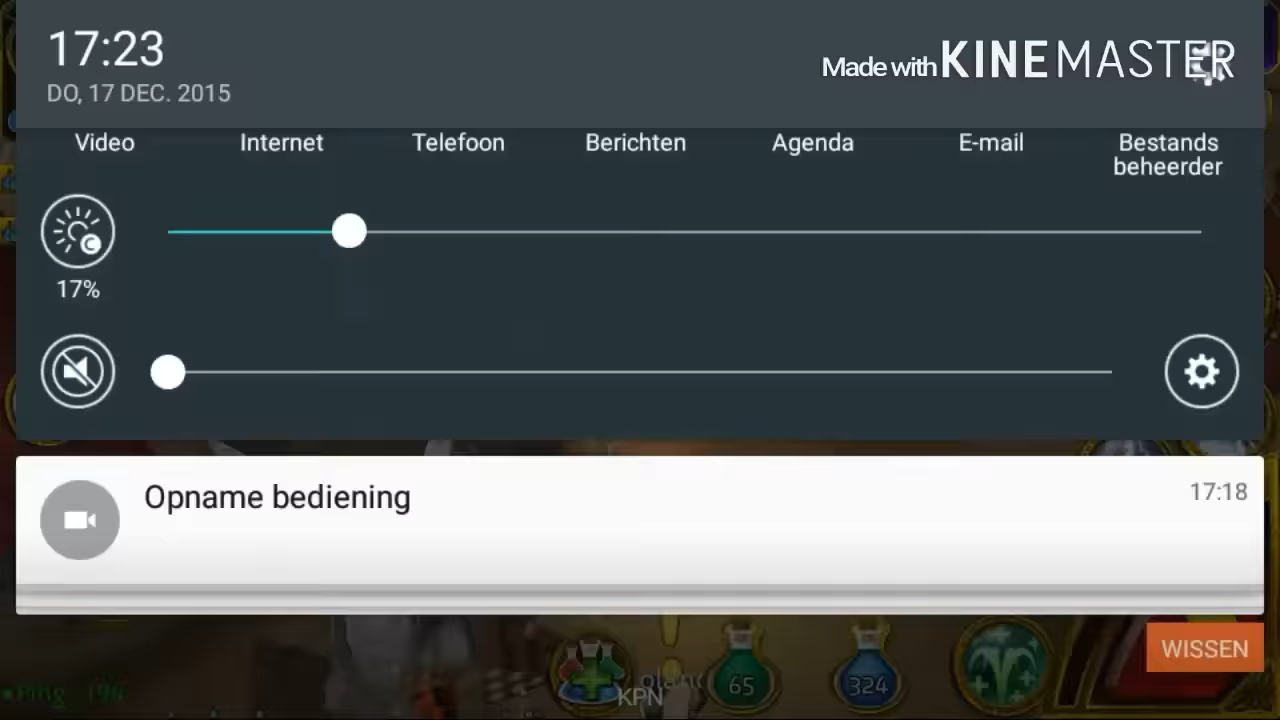 17:23
Made with KINEMASTER
DO, 17 DEC. 2015
Video Internet Telefoon Berichten Agenda E-mail Bestands
beheerder
17%
Opname bediening 17:18
WISSEN
65 324
KPN